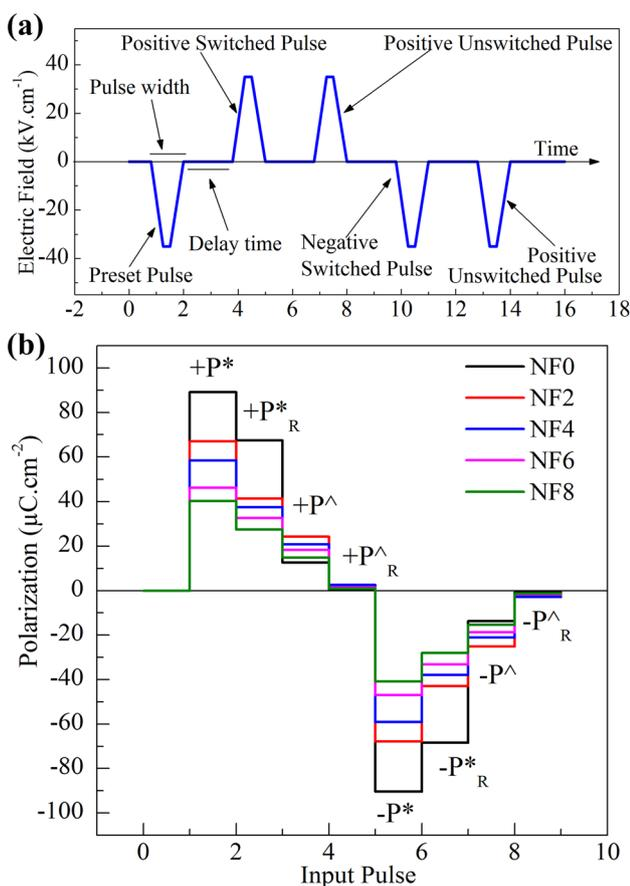 (a)
Positive Switched Pulse
Positive Unswitched Pulse
Pulse width
Time
Delay time
Negative
Switched Pulse
Positive
Unswitched Pulse
Preset Pulse
Electric Field (kV.cm⁻¹)
40
20
0
-20
-40
-2 0 2 4 6 8 10 12 14 16 18
(b)
+P*
+P*R
+P^
+P^R
-P*
-P*R
-P^
-P^R
NF0
NF2
NF4
NF6
NF8
Polarization (μC.cm⁻²)
100
80
60
40
20
0
-20
-40
-60
-80
-100
0 2 4 6 8 10
Input Pulse